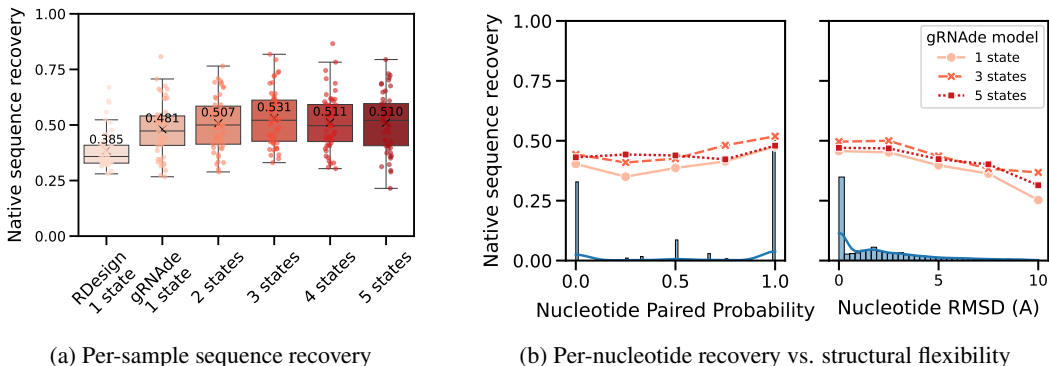 Native sequence recovery
1.00
0.75
0.50
0.25
0.00
0.385
0.481
0.507
0.531
0.511
0.510
RDesign
1 state
gRNAde
1 state
2 states
3 states
4 states
5 states
(a) Per-sample sequence recovery
Native sequence recovery
1.00
0.75
0.50
0.25
0.00
0.0
0.5
1.0
Nucleotide Paired Probability
gRNAde model
1 state
3 states
5 states
0
5
10
Nucleotide RMSD (A)
(b) Per-nucleotide recovery vs. structural flexibility